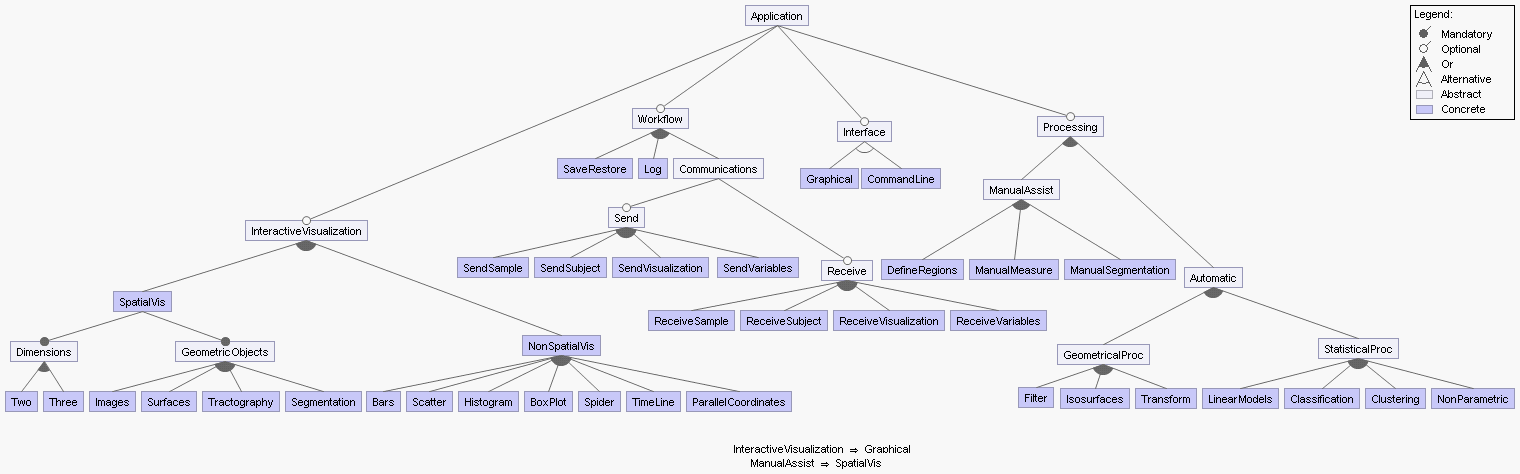 Application
Legend:
Mandatory
Optional
Or
Alternative
Abstract
Concrete
Workflow
Interface
Processing
SaveRestore
Log
Communications
Graphical
CommandLine
ManualAssist
InteractiveVisualization
Send
SendSample
SendSubject
SendVisualization
SendVariables
Receive
DefineRegions
ManualMeasure
ManualSegmentation
Automatic
SpatialVis
ReceiveSample
ReceiveSubject
ReceiveVisualization
ReceiveVariables
Dimensions
GeometricObjects
NonSpatialVis
GeometricalProc
StatisticalProc
Two
Three
Images
Surfaces
Tractography
Segmentation
Bars
Scatter
Histogram
BoxPlot
Spider
TimeLine
ParallelCoordinates
Filter
Isosurfaces
Transform
LinearModels
Classification
Clustering
NonParametric
InteractiveVisualization ⇒ Graphical
ManualAssist ⇒ SpatialVis